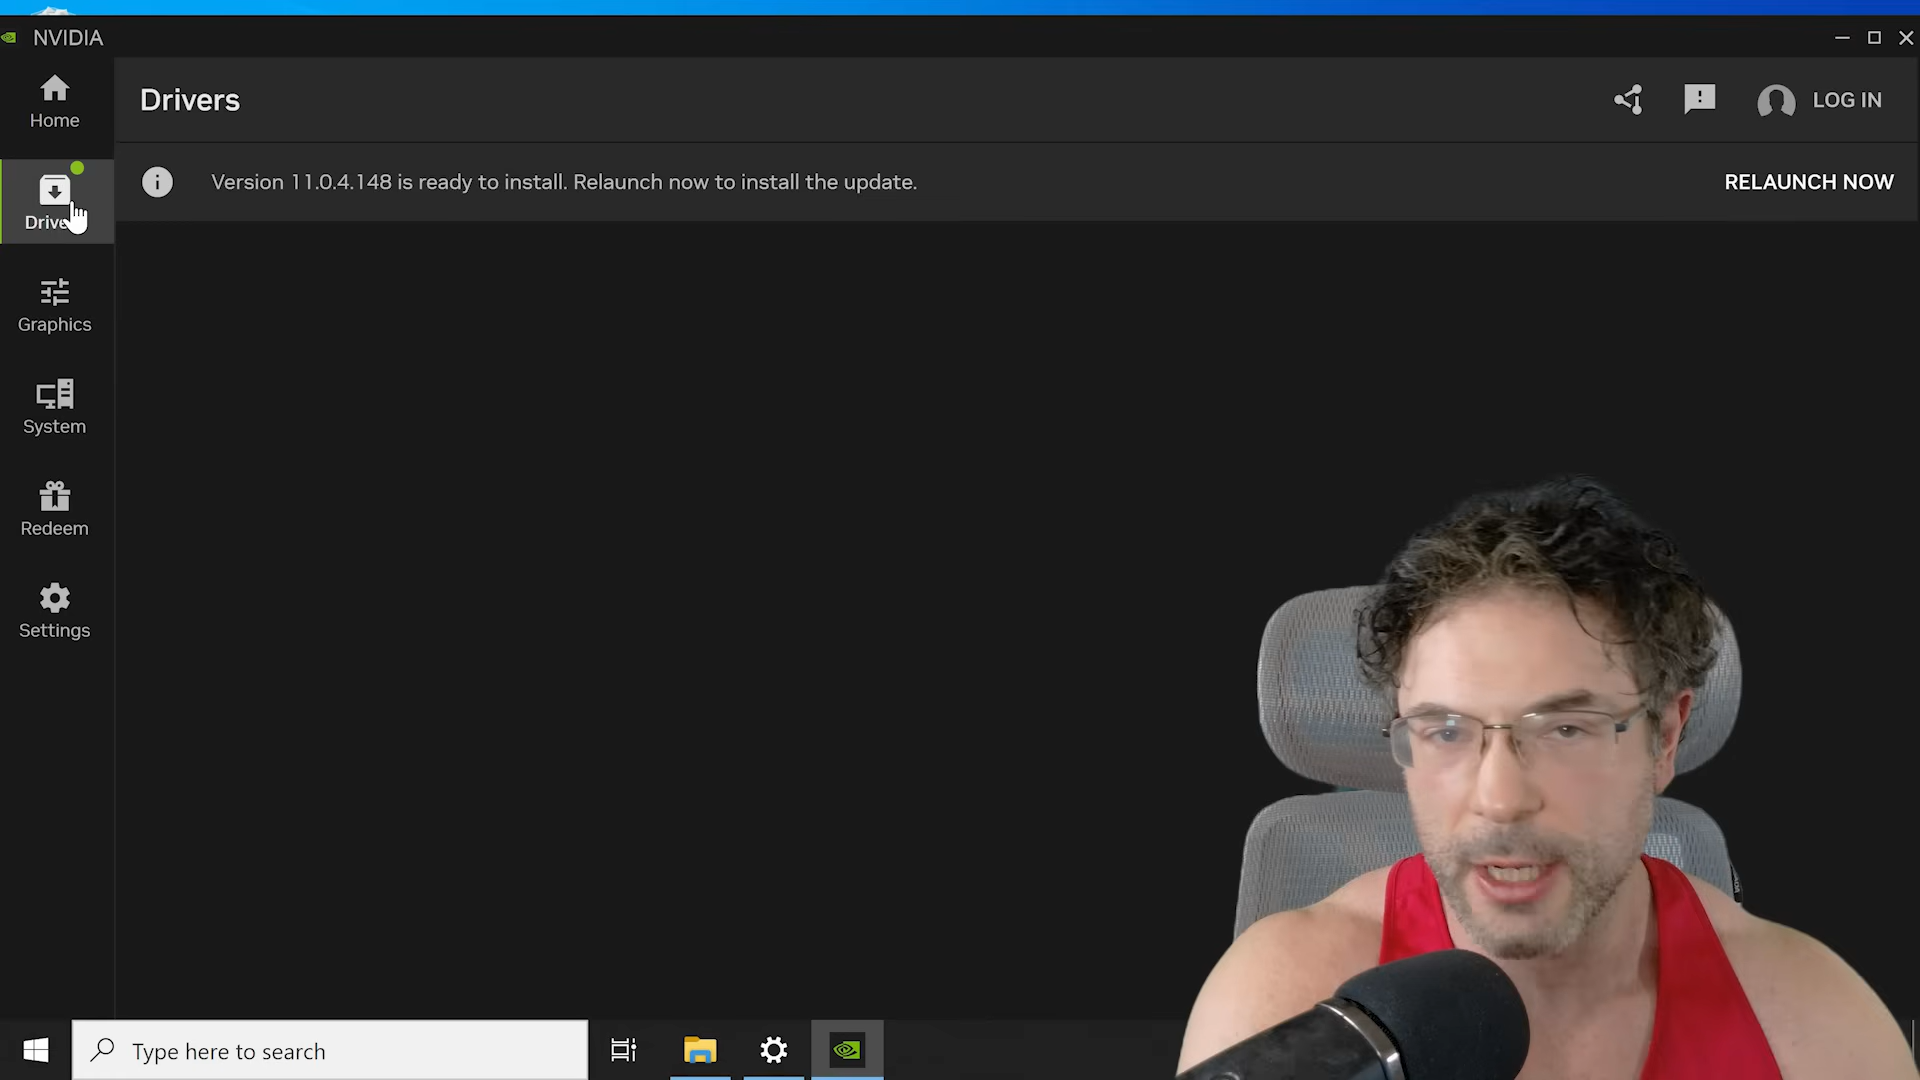 NVIDIA
Home
Drivers
LOG IN
Version 11.0.4.148 is ready to install. Relaunch now to install the update.
RELAUNCH NOW
Drive
Graphics
System
Redeem
Settings
Type here to search